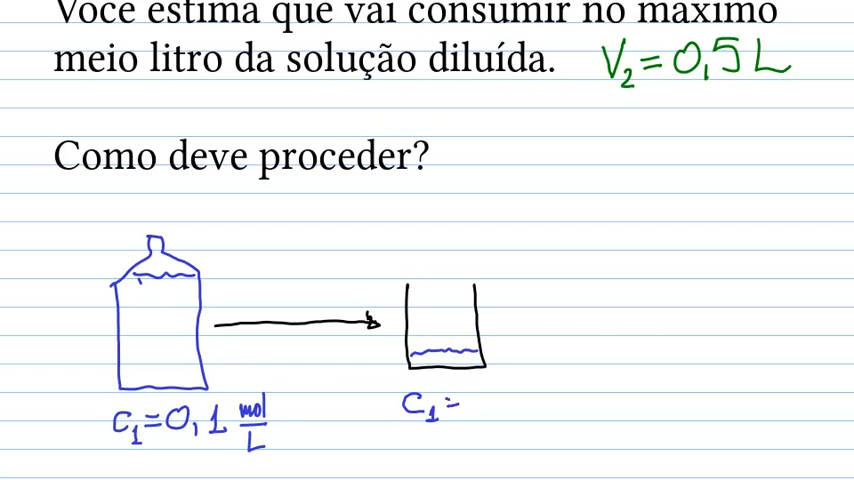 Você estima que vai consumir no máximo
meio litro da solução diluída. V₂ = 0,5 L
Como deve proceder?
C₁ = 0,1 mol/L
C₁ =